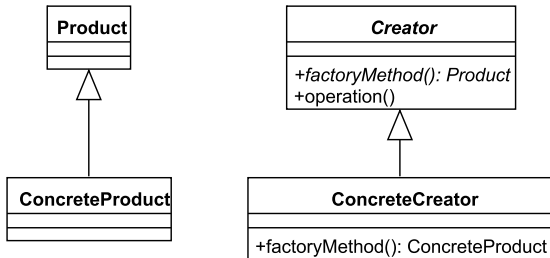 Product
Creator
+factoryMethod(): Product
+operation()
ConcreteProduct
ConcreteCreator
+factoryMethod(): ConcreteProduct